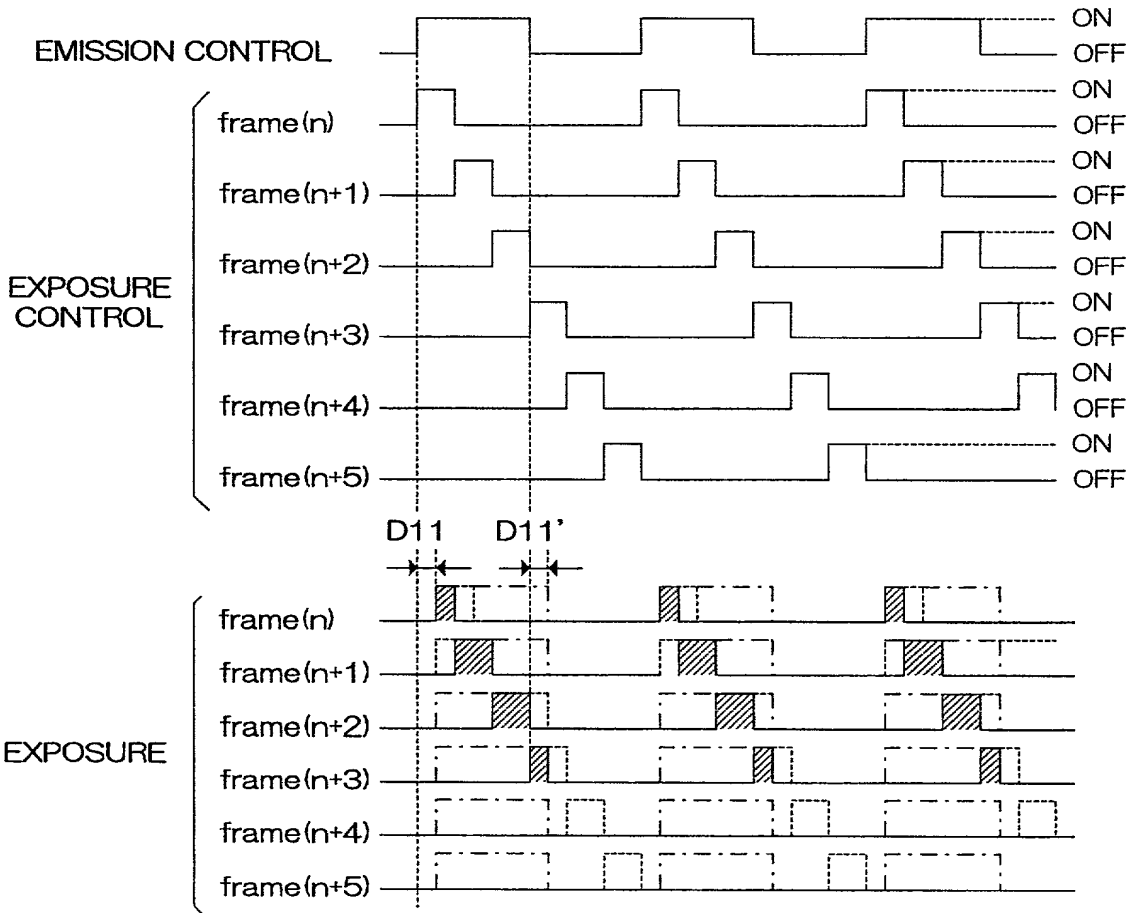 EMISSION CONTROL
ON
OFF
EXPOSURE CONTROL
frame(n)
ON
OFF
frame(n+1)
ON
OFF
frame(n+2)
ON
OFF
frame(n+3)
ON
OFF
frame(n+4)
ON
OFF
frame(n+5)
ON
OFF
D11 D11'
EXPOSURE
frame(n)
frame(n+1)
frame(n+2)
frame(n+3)
frame(n+4)
frame(n+5)